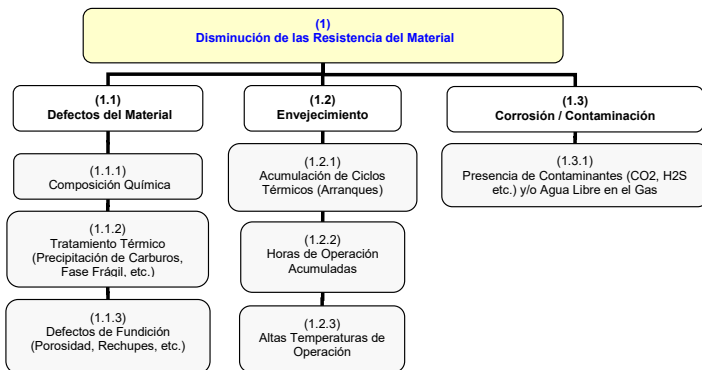 (1)
Disminución de las Resistencia del Material
(1.1)
Defectos del Material
(1.2)
Envejecimiento
(1.3)
Corrosión / Contaminación
(1.1.1)
Composición Química
(1.1.2)
Tratamiento Térmico
(Precipitación de Carburos,
Fase Frágil, etc.)
(1.1.3)
Defectos de Fundición
(Porosidad, Rechupes, etc.)
(1.2.1)
Acumulación de Ciclos
Térmicos (Arranques)
(1.2.2)
Horas de Operación
Acumuladas
(1.2.3)
Altas Temperaturas de
Operación
(1.3.1)
Presencia de Contaminantes (CO2, H2S
etc.) y/o Agua Libre en el Gas